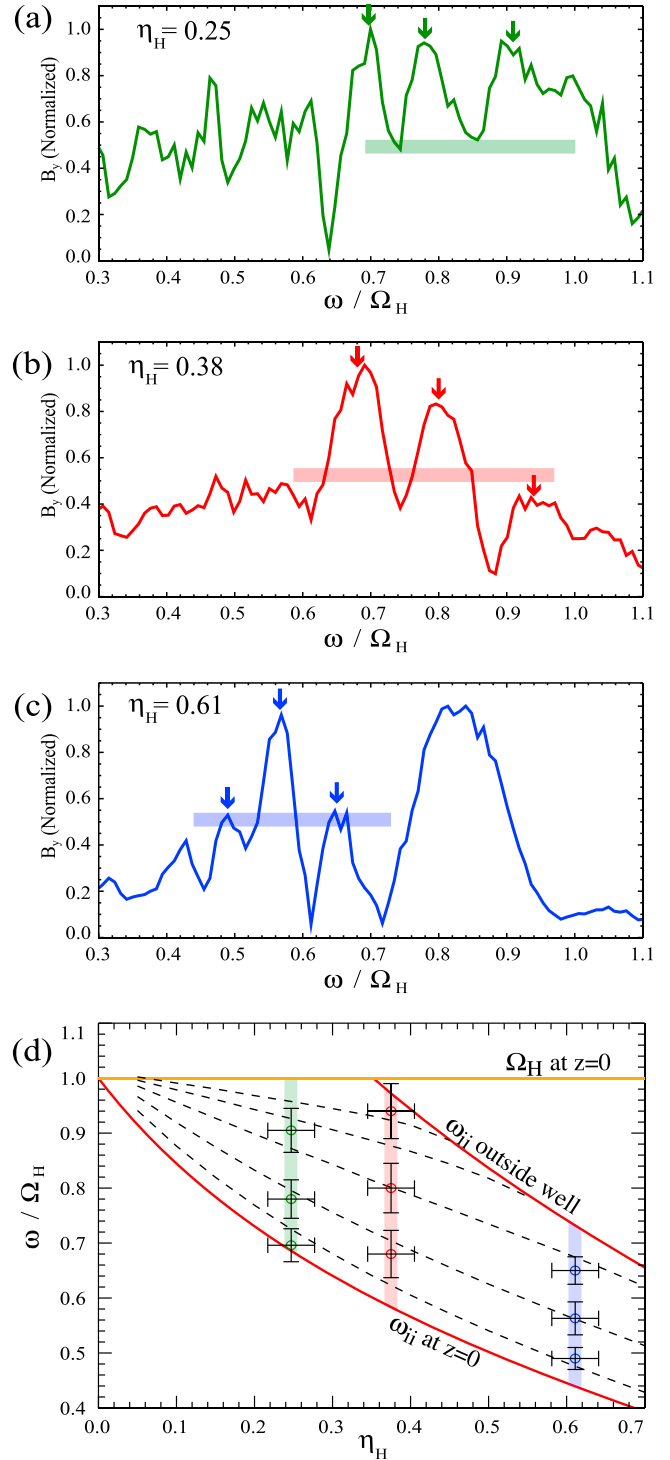 (a)
η_H = 0.25
B_y (Normalized)
1.0
0.8
0.6
0.4
0.2
0.0
0.3 0.4 0.5 0.6 0.7 0.8 0.9 1.0 1.1
ω / Ω_H
(b)
η_H = 0.38
B_y (Normalized)
1.0
0.8
0.6
0.4
0.2
0.0
0.3 0.4 0.5 0.6 0.7 0.8 0.9 1.0 1.1
ω / Ω_H
(c)
η_H = 0.61
B_y (Normalized)
1.0
0.8
0.6
0.4
0.2
0.0
0.3 0.4 0.5 0.6 0.7 0.8 0.9 1.0 1.1
ω / Ω_H
(d)
ω / Ω_H
1.1
1.0
0.9
0.8
0.7
0.6
0.5
0.4
Ω_H at z=0
ω_ii outside well
ω_ii at z=0
0.0 0.1 0.2 0.3 0.4 0.5 0.6 0.7
η_H